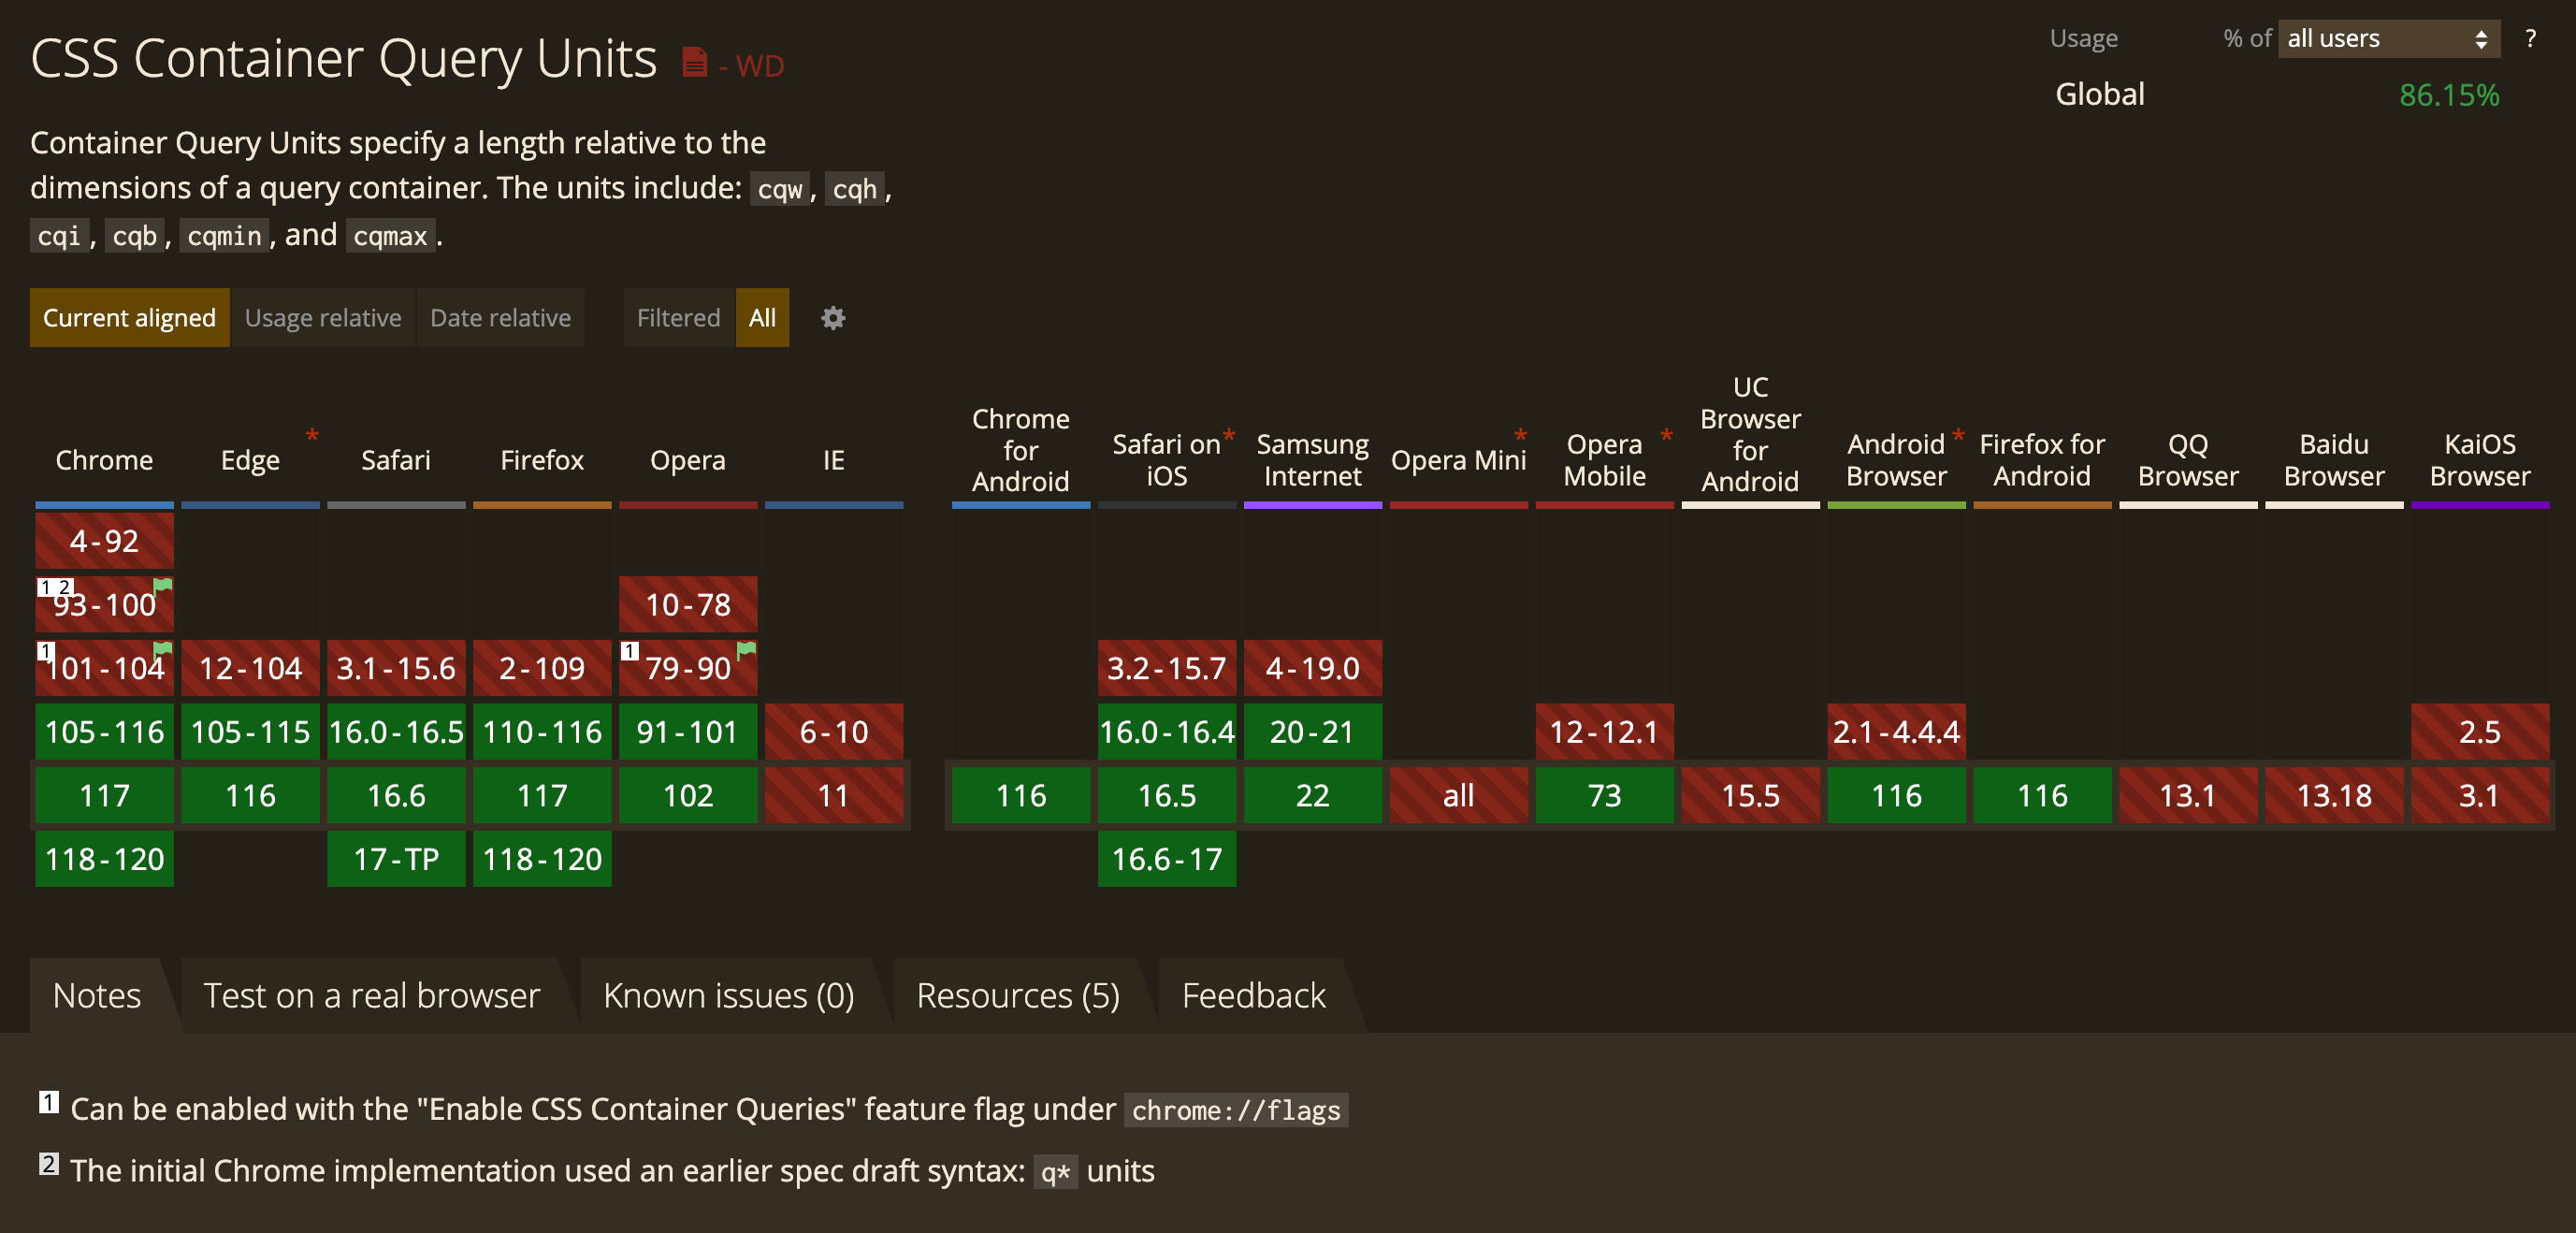 CSS Container Query Units - WD
Usage % of all users ?
Global 86.15%
Container Query Units specify a length relative to the
dimensions of a query container. The units include: cqw, cqh,
cqi, cqb, cqmin, and cqmax.
Current aligned Usage relative Date relative Filtered All
Chrome
Edge *
Safari
Firefox
Opera
IE
Chrome
for
Android
Safari on *
iOS
Samsung
Internet
Opera Mini *
Opera *
Mobile
UC
Browser
for
Android
Android *
Browser
Firefox for
Android
QQ
Browser
Baidu
Browser
KaiOS
Browser
4-92
1 2 93-100 10-78
1 101-104 12-104 3.1-15.6 2-109 1 79-90 3.2-15.7 4-19.0
105-116 105-115 16.0-16.5 110-116 91-101 6-10 16.0-16.4 20-21 12-12.1 2.1-4.4.4 2.5
117 116 16.6 117 102 11 116 16.5 22 all 73 15.5 116 116 13.1 13.18 3.1
118-120 17-TP 118-120 16.6-17
Notes Test on a real browser Known issues (0) Resources (5) Feedback
1 Can be enabled with the "Enable CSS Container Queries" feature flag under chrome://flags
2 The initial Chrome implementation used an earlier spec draft syntax: q* units